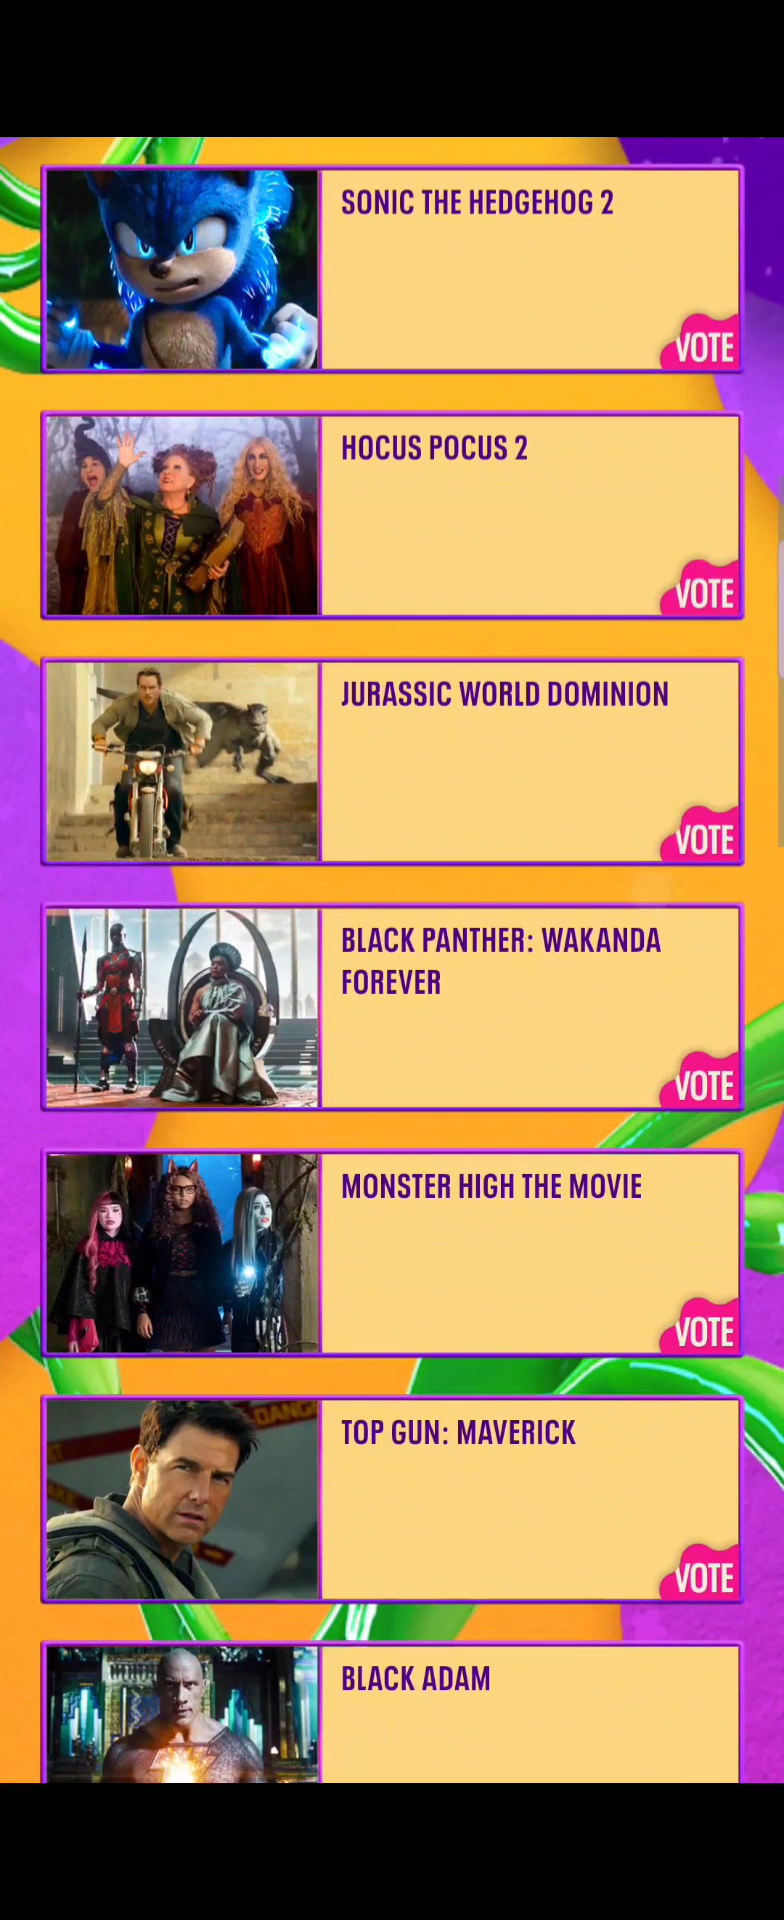 SONIC THE HEDGEHOG 2
VOTE
HOCUS POCUS 2
VOTE
JURASSIC WORLD DOMINION
VOTE
BLACK PANTHER: WAKANDA
FOREVER
VOTE
MONSTER HIGH THE MOVIE
VOTE
TOP GUN: MAVERICK
DANG
VOTE
BLACK ADAM